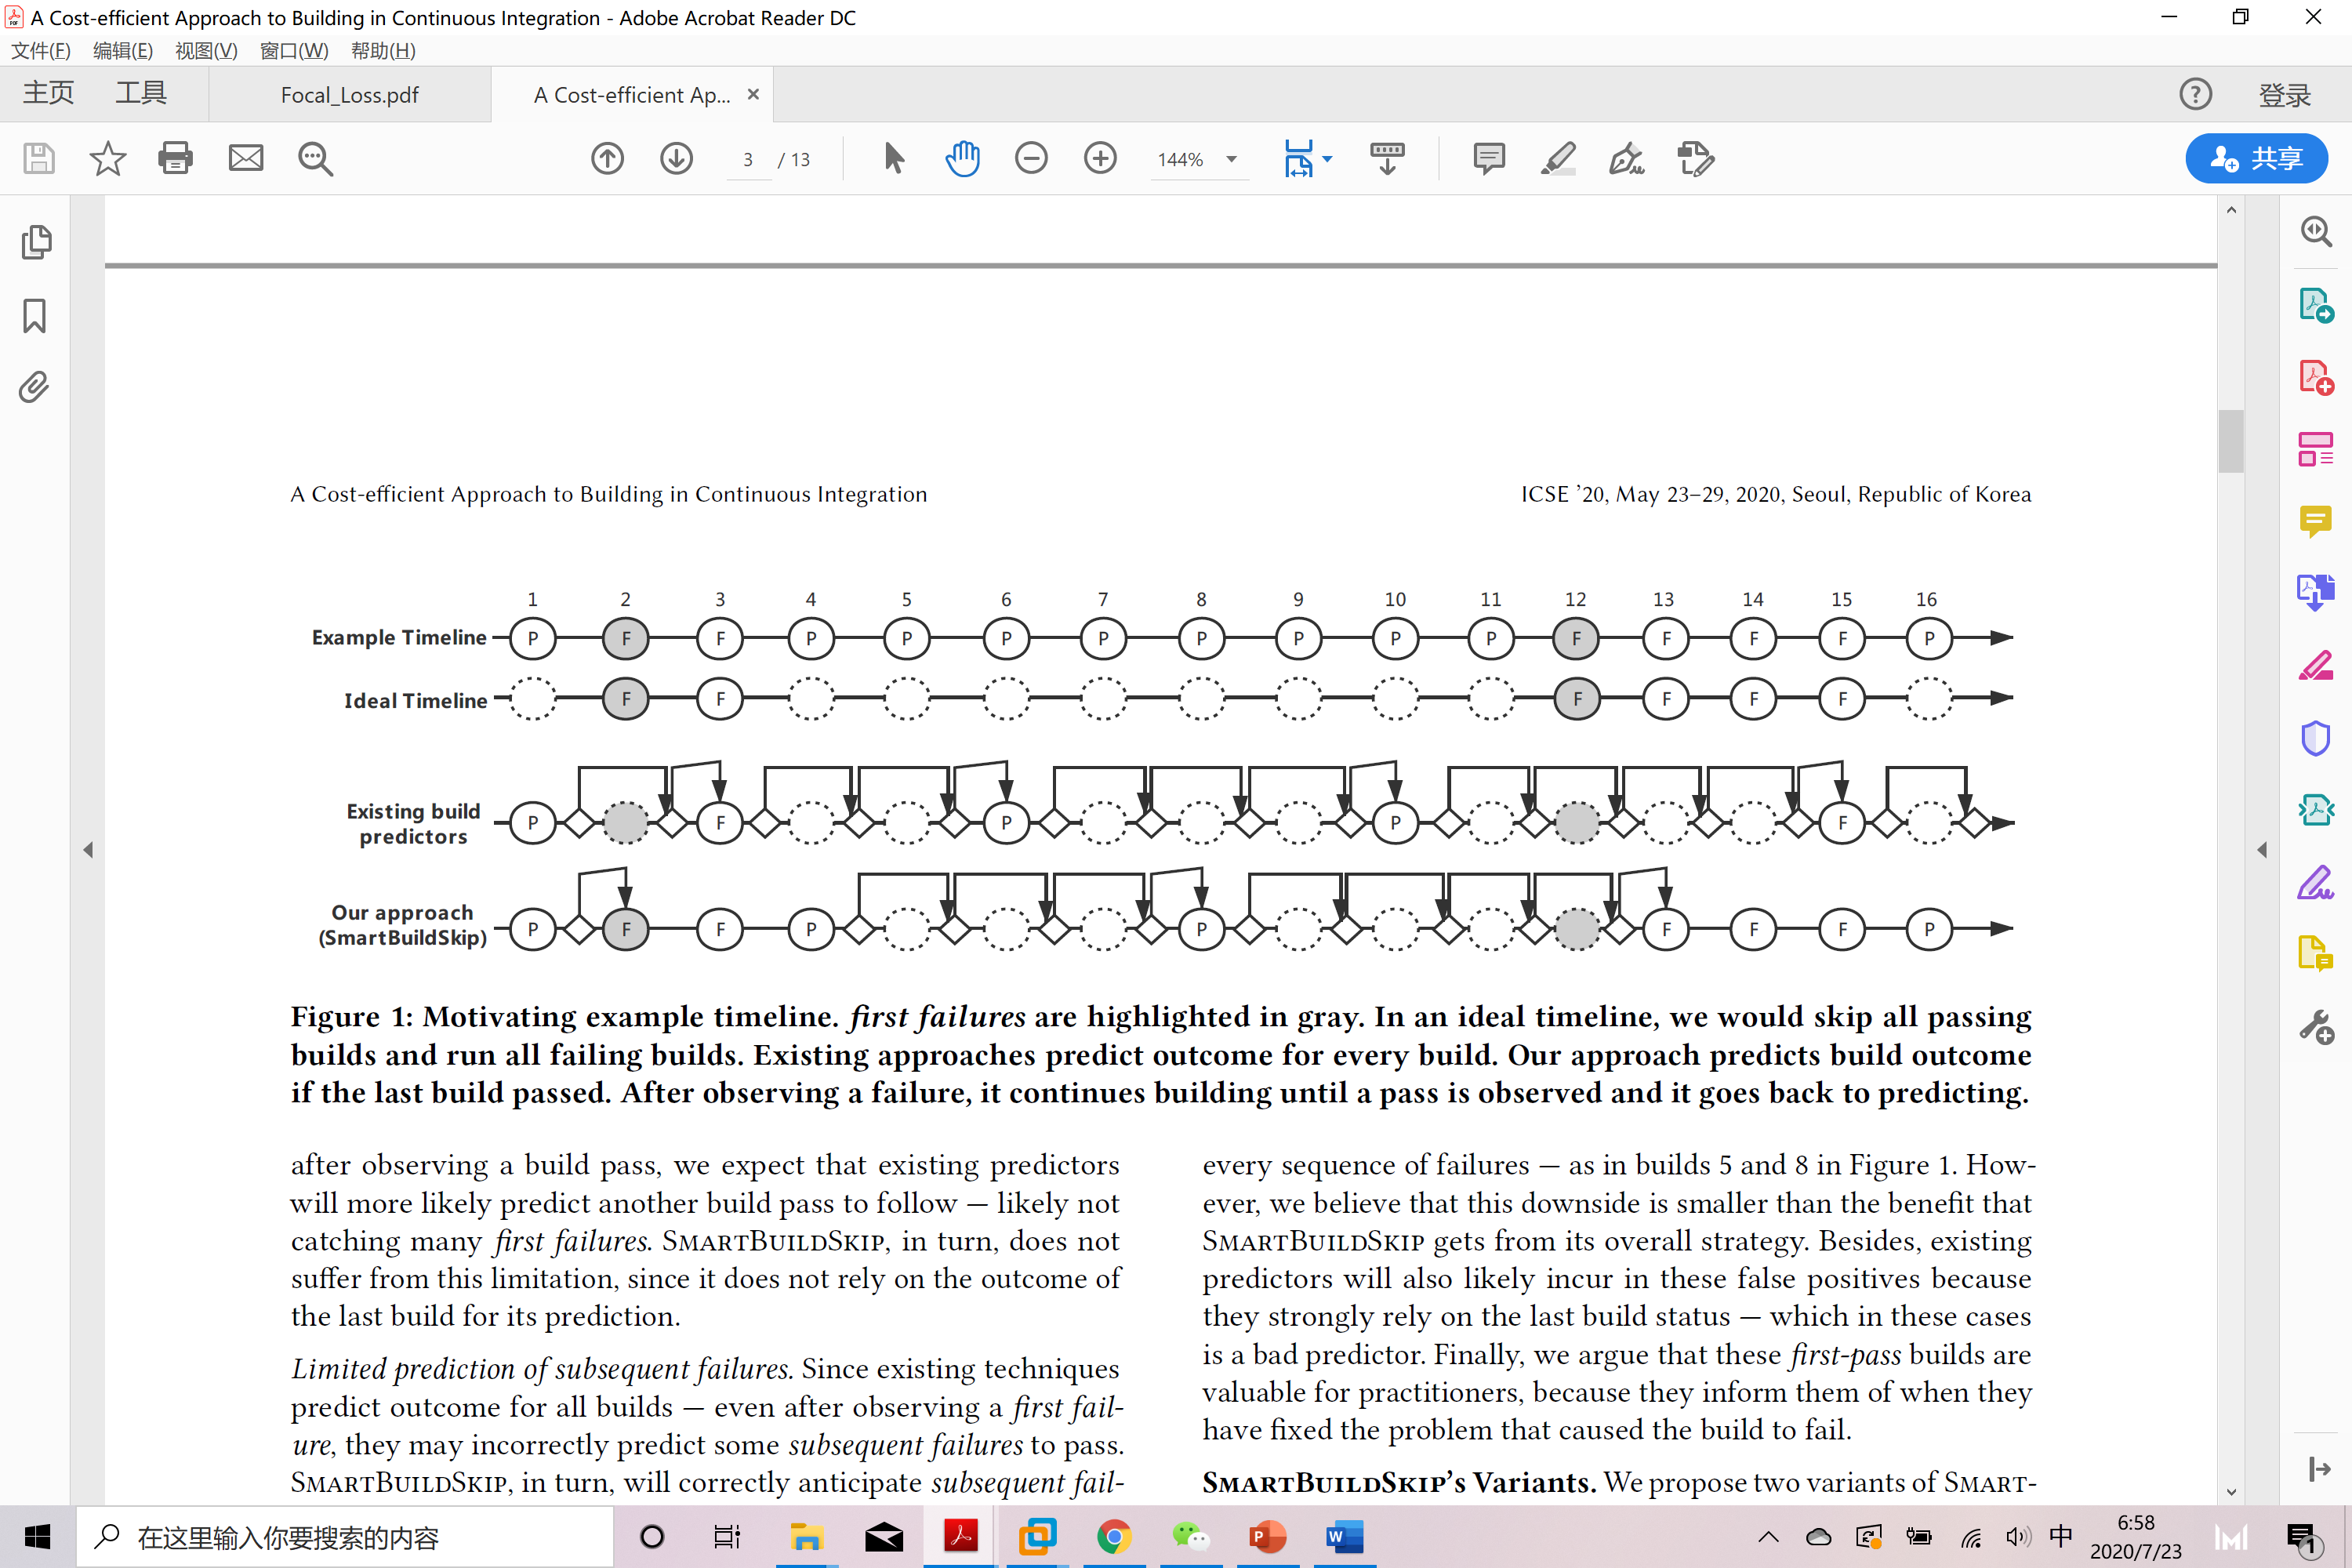 A Cost-efficient Approach to Building in Continuous Integration - Adobe Acrobat Reader DC
文件(F) 编辑(E) 视图(V) 窗口(W) 帮助(H)
主页 工具 Focal_Loss.pdf A Cost-efficient Ap... 登录
3 / 13 144% 共享
A Cost-efficient Approach to Building in Continuous Integration ICSE ’20, May 23–29, 2020, Seoul, Republic of Korea
1 2 3 4 5 6 7 8 9 10 11 12 13 14 15 16
Example Timeline P F F P P P P P P P P F F F F P
Ideal Timeline F F F F F F
Existing build
predictors P F P P F
Our approach
(SmartBuildSkip) P F F P P F F F P
Figure 1: Motivating example timeline. first failures are highlighted in gray. In an ideal timeline, we would skip all passing
builds and run all failing builds. Existing approaches predict outcome for every build. Our approach predicts build outcome
if the last build passed. After observing a failure, it continues building until a pass is observed and it goes back to predicting.
after observing a build pass, we expect that existing predictors
will more likely predict another build pass to follow — likely not
catching many first failures. SmartBuildSkip, in turn, does not
suffer from this limitation, since it does not rely on the outcome of
the last build for its prediction.
Limited prediction of subsequent failures. Since existing techniques
predict outcome for all builds — even after observing a first fail-
ure, they may incorrectly predict some subsequent failures to pass.
SmartBuildSkip, in turn, will correctly anticipate subsequent fail-
every sequence of failures — as in builds 5 and 8 in Figure 1. How-
ever, we believe that this downside is smaller than the benefit that
SmartBuildSkip gets from its overall strategy. Besides, existing
predictors will also likely incur in these false positives because
they strongly rely on the last build status — which in these cases
is a bad predictor. Finally, we argue that these first-pass builds are
valuable for practitioners, because they inform them of when they
have fixed the problem that caused the build to fail.
SmartBuildSkip’s Variants. We propose two variants of Smart-
在这里输入你要搜索的内容
中 6:58
2020/7/23
1